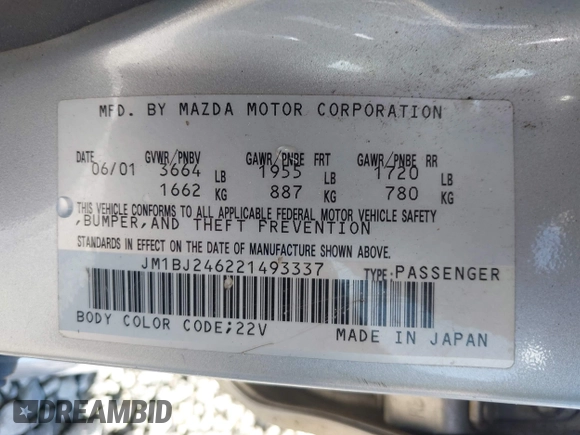 MFD. BY MAZDA MOTOR CORPORATION
DATE GVWR/PNBV GAWR/PNBE FRT GAWR/PNBE RR
06/01 3664 LB 1955 LB 1720 LB
1662 KG 887 KG 780 KG
THIS VEHICLE CONFORMS TO ALL APPLICABLE FEDERAL MOTOR VEHICLE SAFETY
,BUMPER,AND THEFT PREVENTION
STANDARDS IN EFFECT ON THE DATE OF MANUFACTURE SHOWN ABOVE.
JM1BJ246221493337 TYPE:PASSENGER
BODY COLOR CODE;22V MADE IN JAPAN
DREAMBID